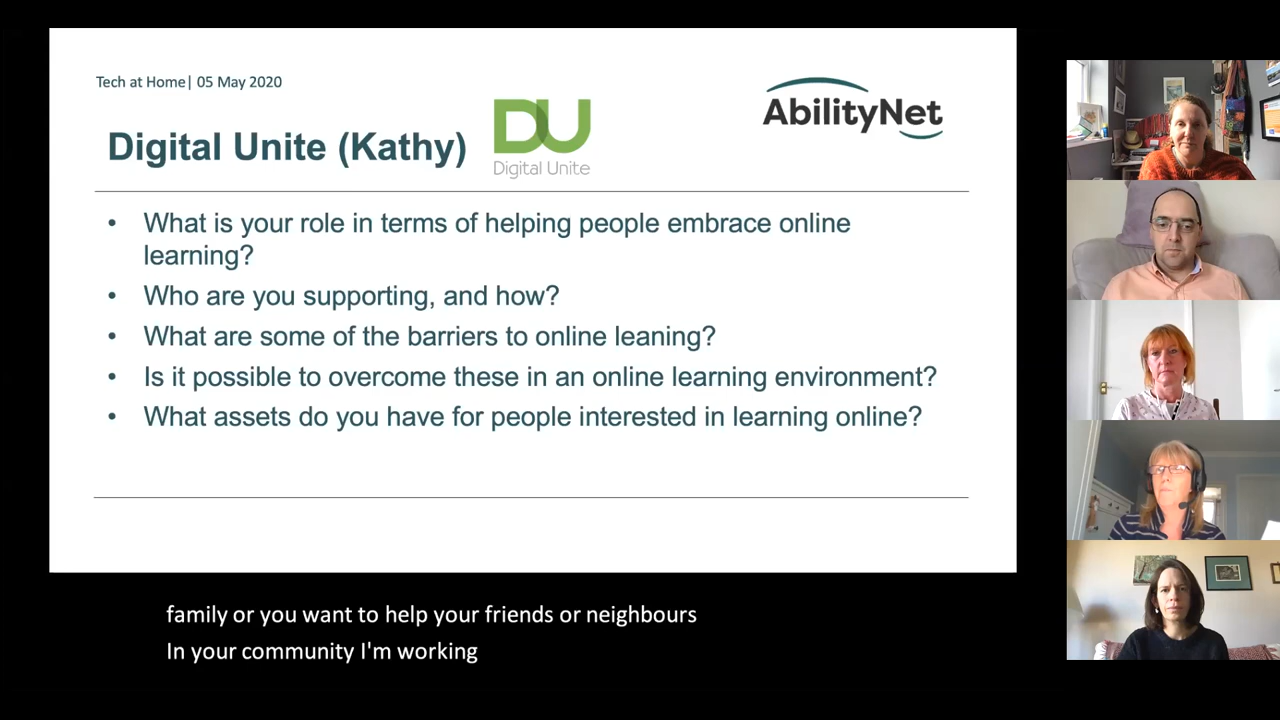 Tech at Home| 05 May 2020
Digital Unite (Kathy)
DU
Digital Unite
AbilityNet
• What is your role in terms of helping people embrace online
learning?
• Who are you supporting, and how?
• What are some of the barriers to online leaning?
• Is it possible to overcome these in an online learning environment?
• What assets do you have for people interested in learning online?
family or you want to help your friends or neighbours
In your community I'm working